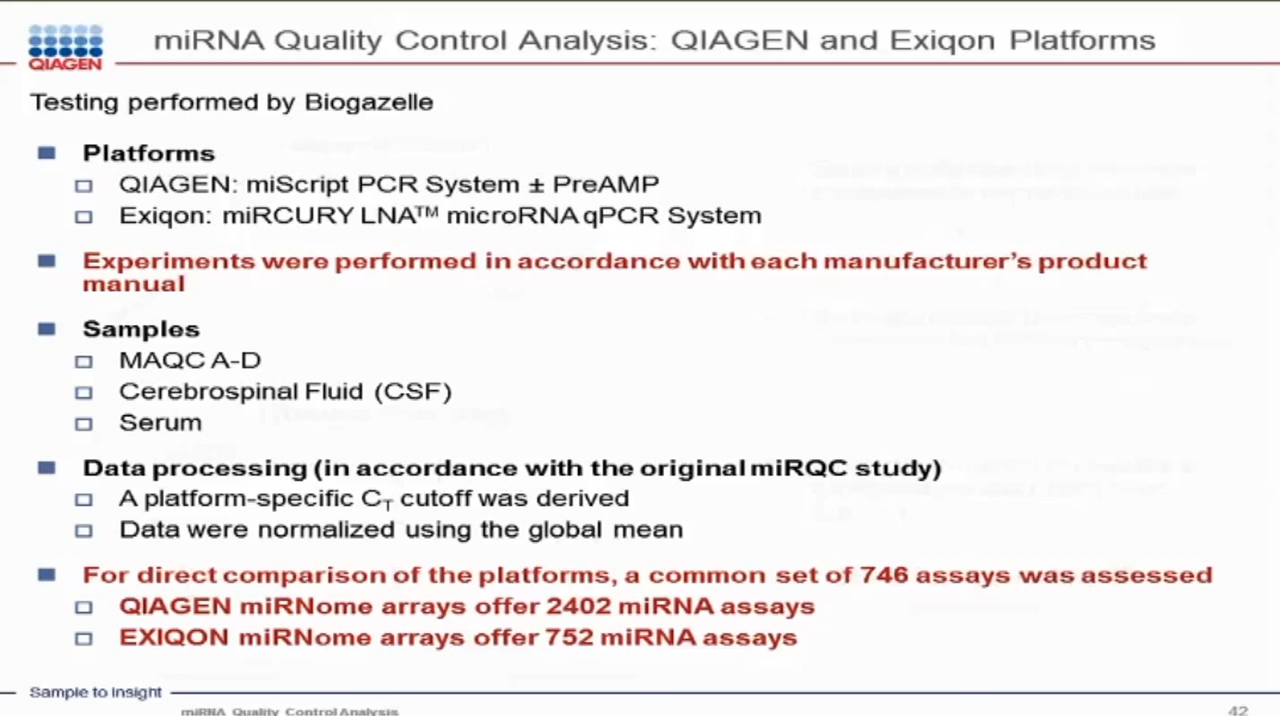 miRNA Quality Control Analysis: QIAGEN and Exiqon Platforms
QIAGEN
Testing performed by Biogazelle
Platforms
QIAGEN: miScript PCR System ± PreAMP
Exiqon: miRCURY LNA™ microRNA qPCR System
Experiments were performed in accordance with each manufacturer's product
manual
Samples
MAQC A-D
Cerebrospinal Fluid (CSF)
Serum
Data processing (in accordance with the original miRQC study)
A platform-specific CT cutoff was derived
Data were normalized using the global mean
For direct comparison of the platforms, a common set of 746 assays was assessed
QIAGEN miRNome arrays offer 2402 miRNA assays
EXIQON miRNome arrays offer 752 miRNA assays
Sample to Insight
miRNA Quality Control Analysis
42